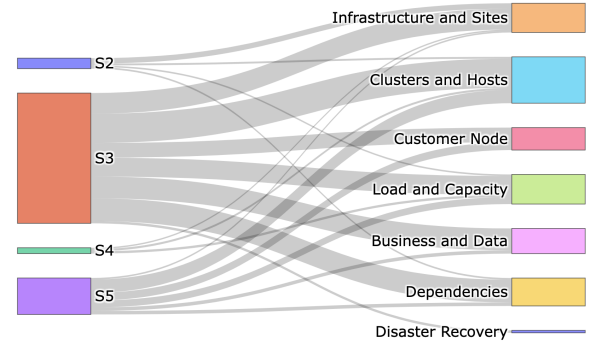 Infrastructure and Sites
S2
Clusters and Hosts
Customer Node
S3
Load and Capacity
Business and Data
S4
Dependencies
S5
Disaster Recovery